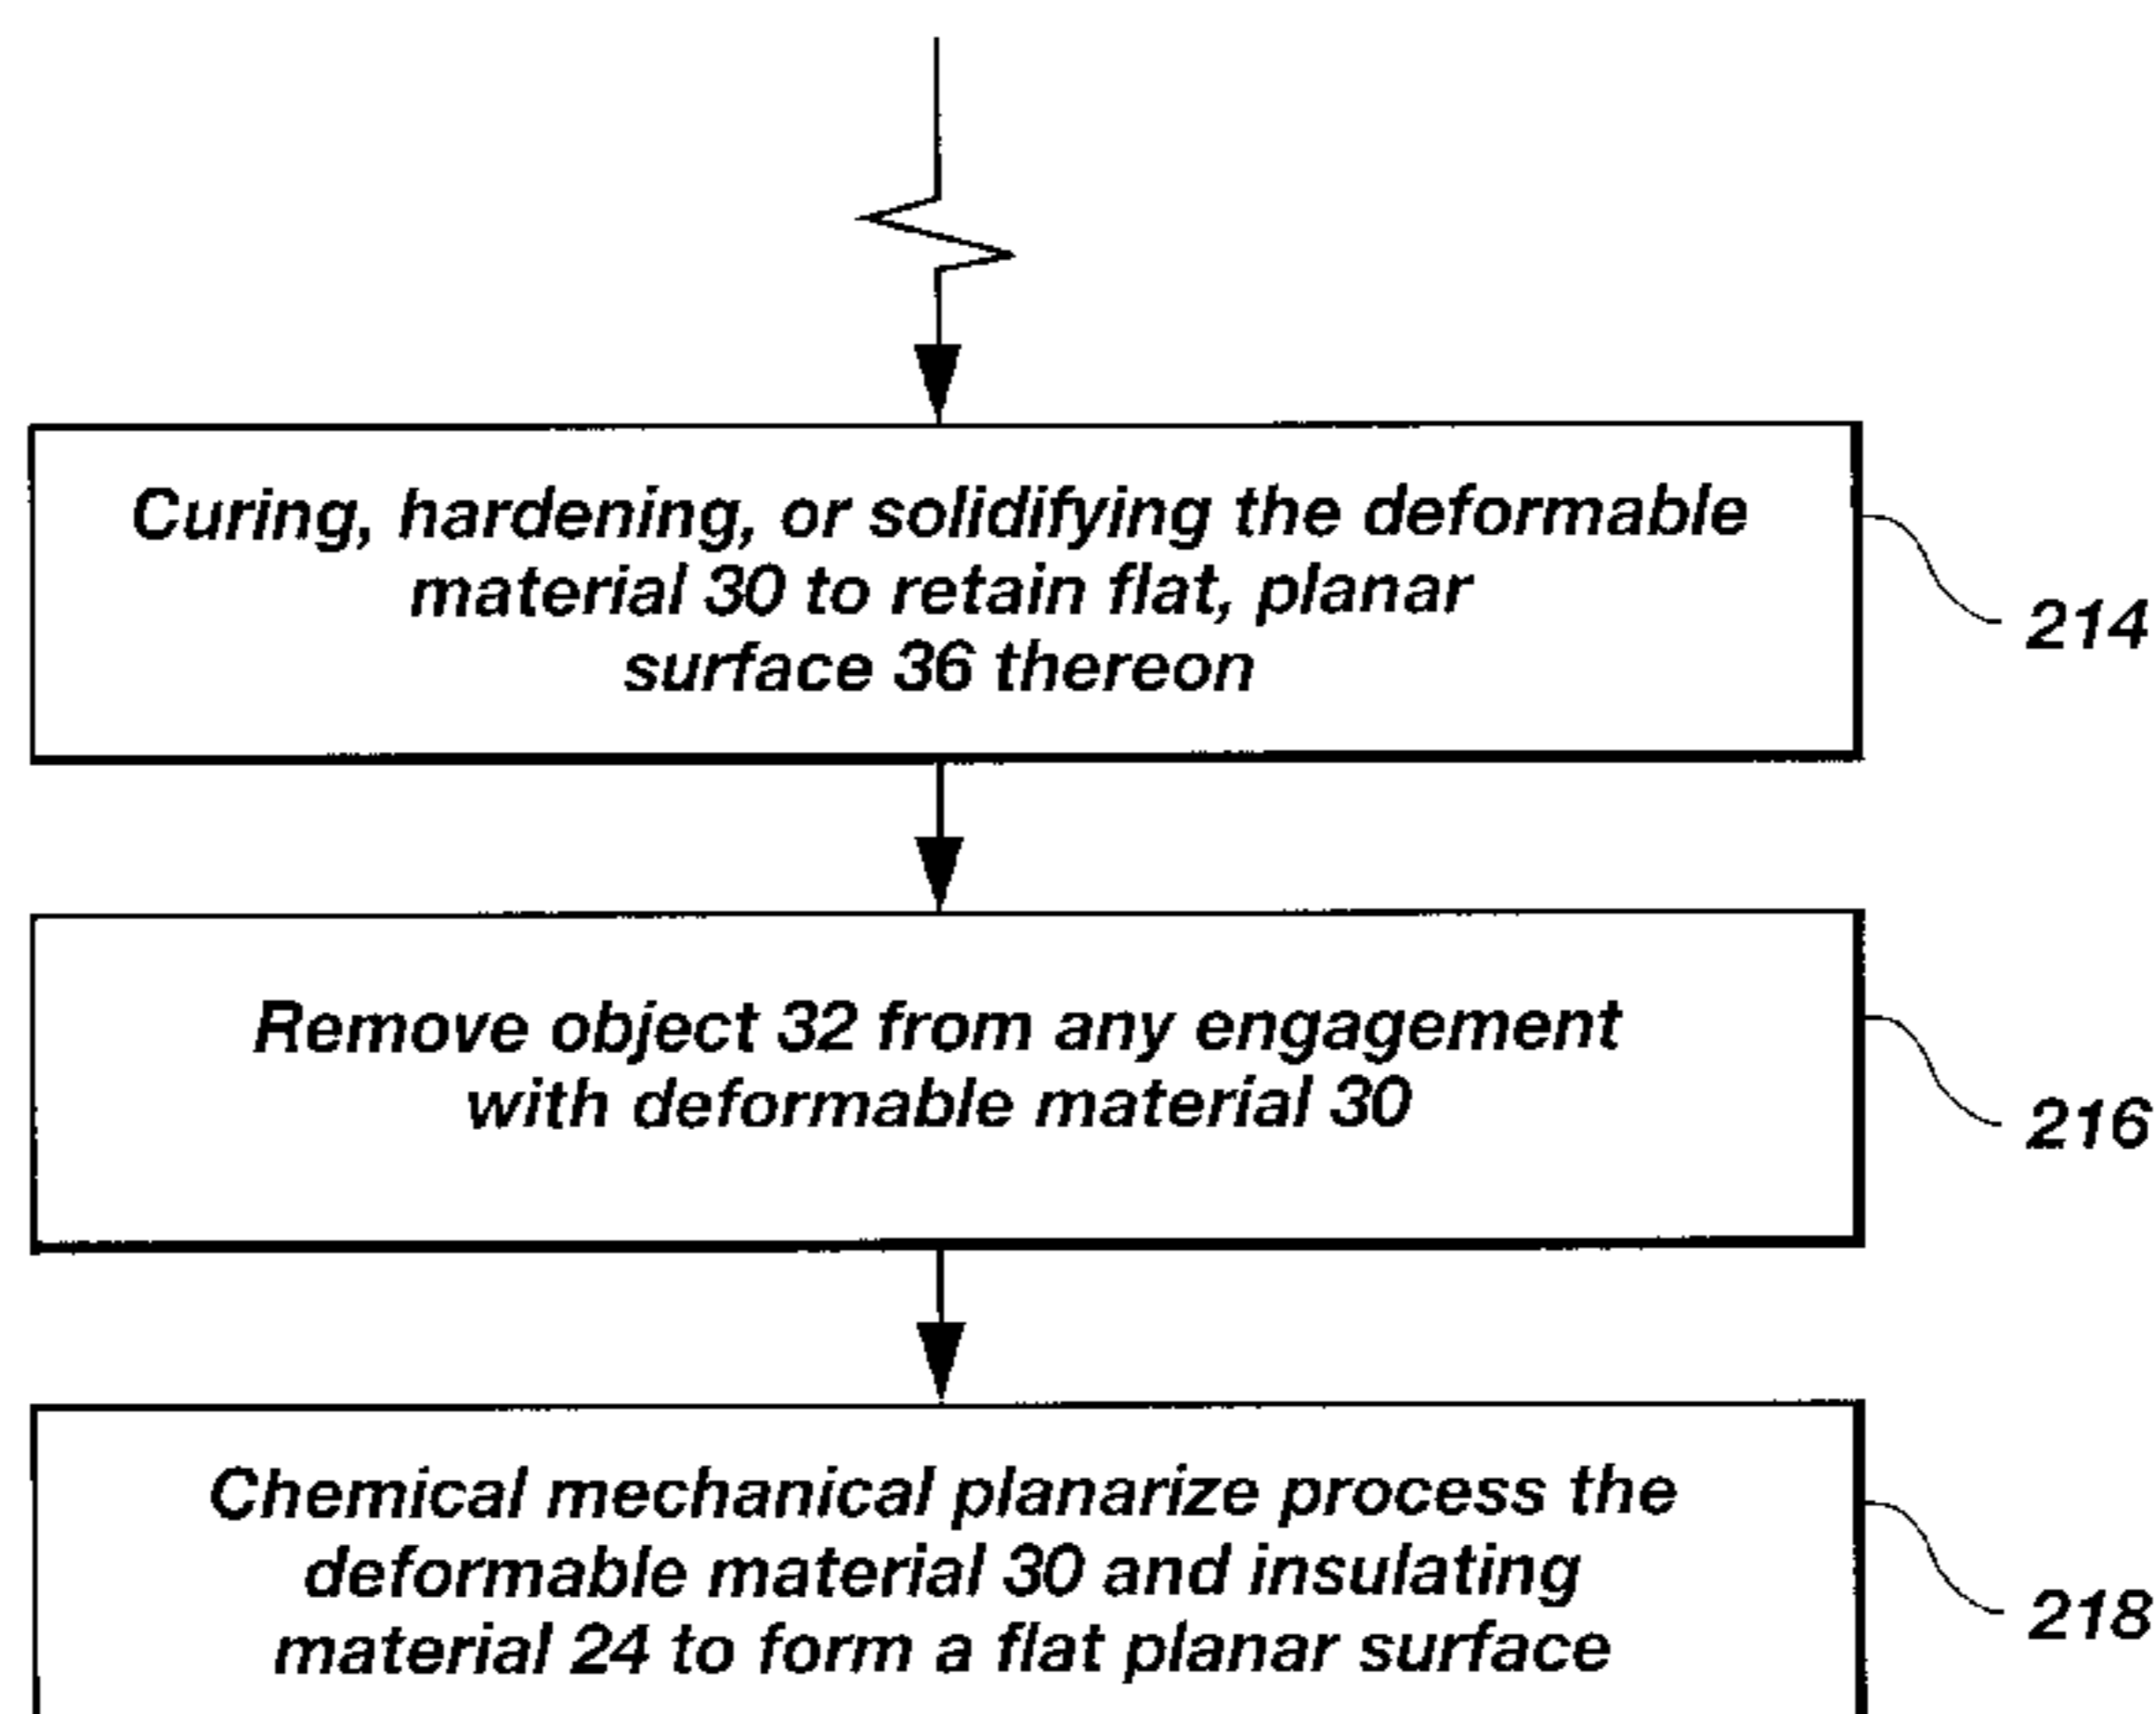 Curing, hardening, or solidifying the deformable
material 30 to retain flat, planar
surface 36 thereon
214
Remove object 32 from any engagement
with deformable material 30
216
Chemical mechanical planarize process the
deformable material 30 and insulating
material 24 to form a flat planar surface
218